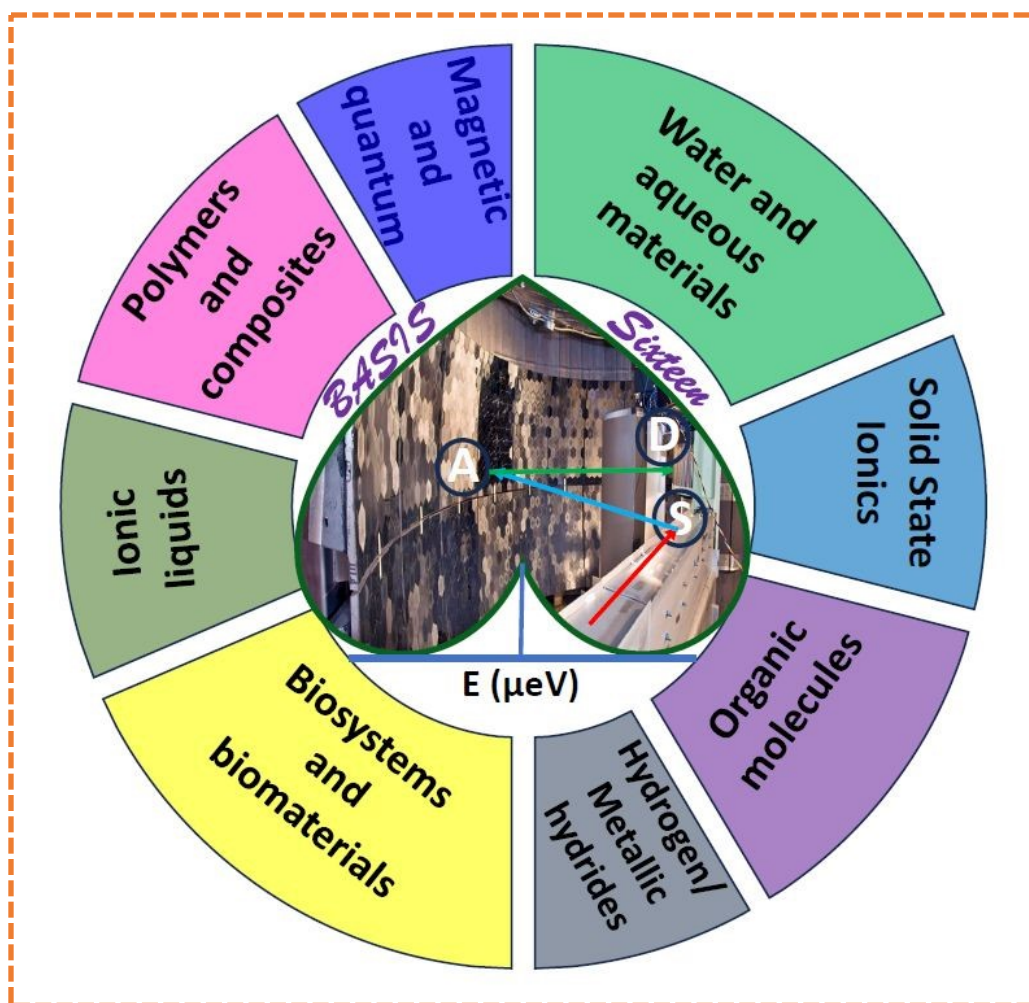 Magnetic
and
quantum
Water and
aqueous
materials
Solid State
Ionics
Organic
molecules
Hydrogen/
Metallic
hydrides
Biosystems
and
biomaterials
Ionic
liquids
Polymers
and
composites
BASIS
Sixteen
A
D
S
E (μeV)